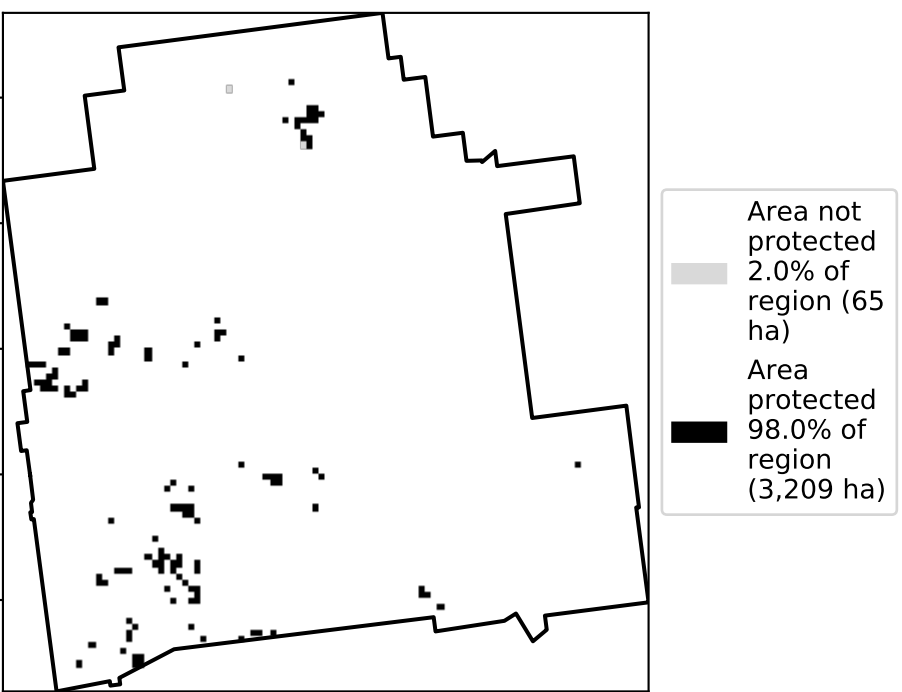 Area not
protected
2.0% of
region (65
ha)
Area
protected
98.0% of
region
(3,209 ha)